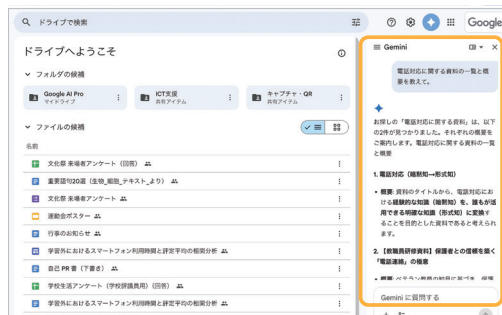 ドライブで検索
Google
ドライブへようこそ
フォルダの候補
Google AI Pro
マイドライブ
ICT支援
共有アイテム
キャプチャ・QR
共有アイテム
ファイルの候補
名前
文化祭 来場者アンケート（回答）
重要語句20選（生物_細胞_テキスト_より）
文化祭 来場者アンケート
運動会ポスター
行事のお知らせ
学習外におけるスマートフォン利用時間と評定平均の相関分析
自己 PR 書（下書き）
学校生活アンケート（学校評議員用）（回答）
学習外におけるスマートフォン利用時間と評定平均の相関分析
Gemini
電話対応に関する資料の一覧と概
要を教えて。
お探しの「電話対応に関する資料」は、以下
の2件が見つかりました。それぞれの概要を
ご案内します。電話対応に関する資料の一覧
と概要
1. 電話対応（暗黙知→形式知）
• 概要: 資料のタイトルから、電話対応にお
ける経験的な知識（暗黙知）を、誰もが活
用できる明確な知識（形式知）に変換す
ることを目的とした資料であると考えられ
ます。
2. 【教職員研修資料】保護者との信頼を築く
「電話連絡」の極意
• 概要: ベテラン教員の知見に基づき、保護
Gemini に質問する